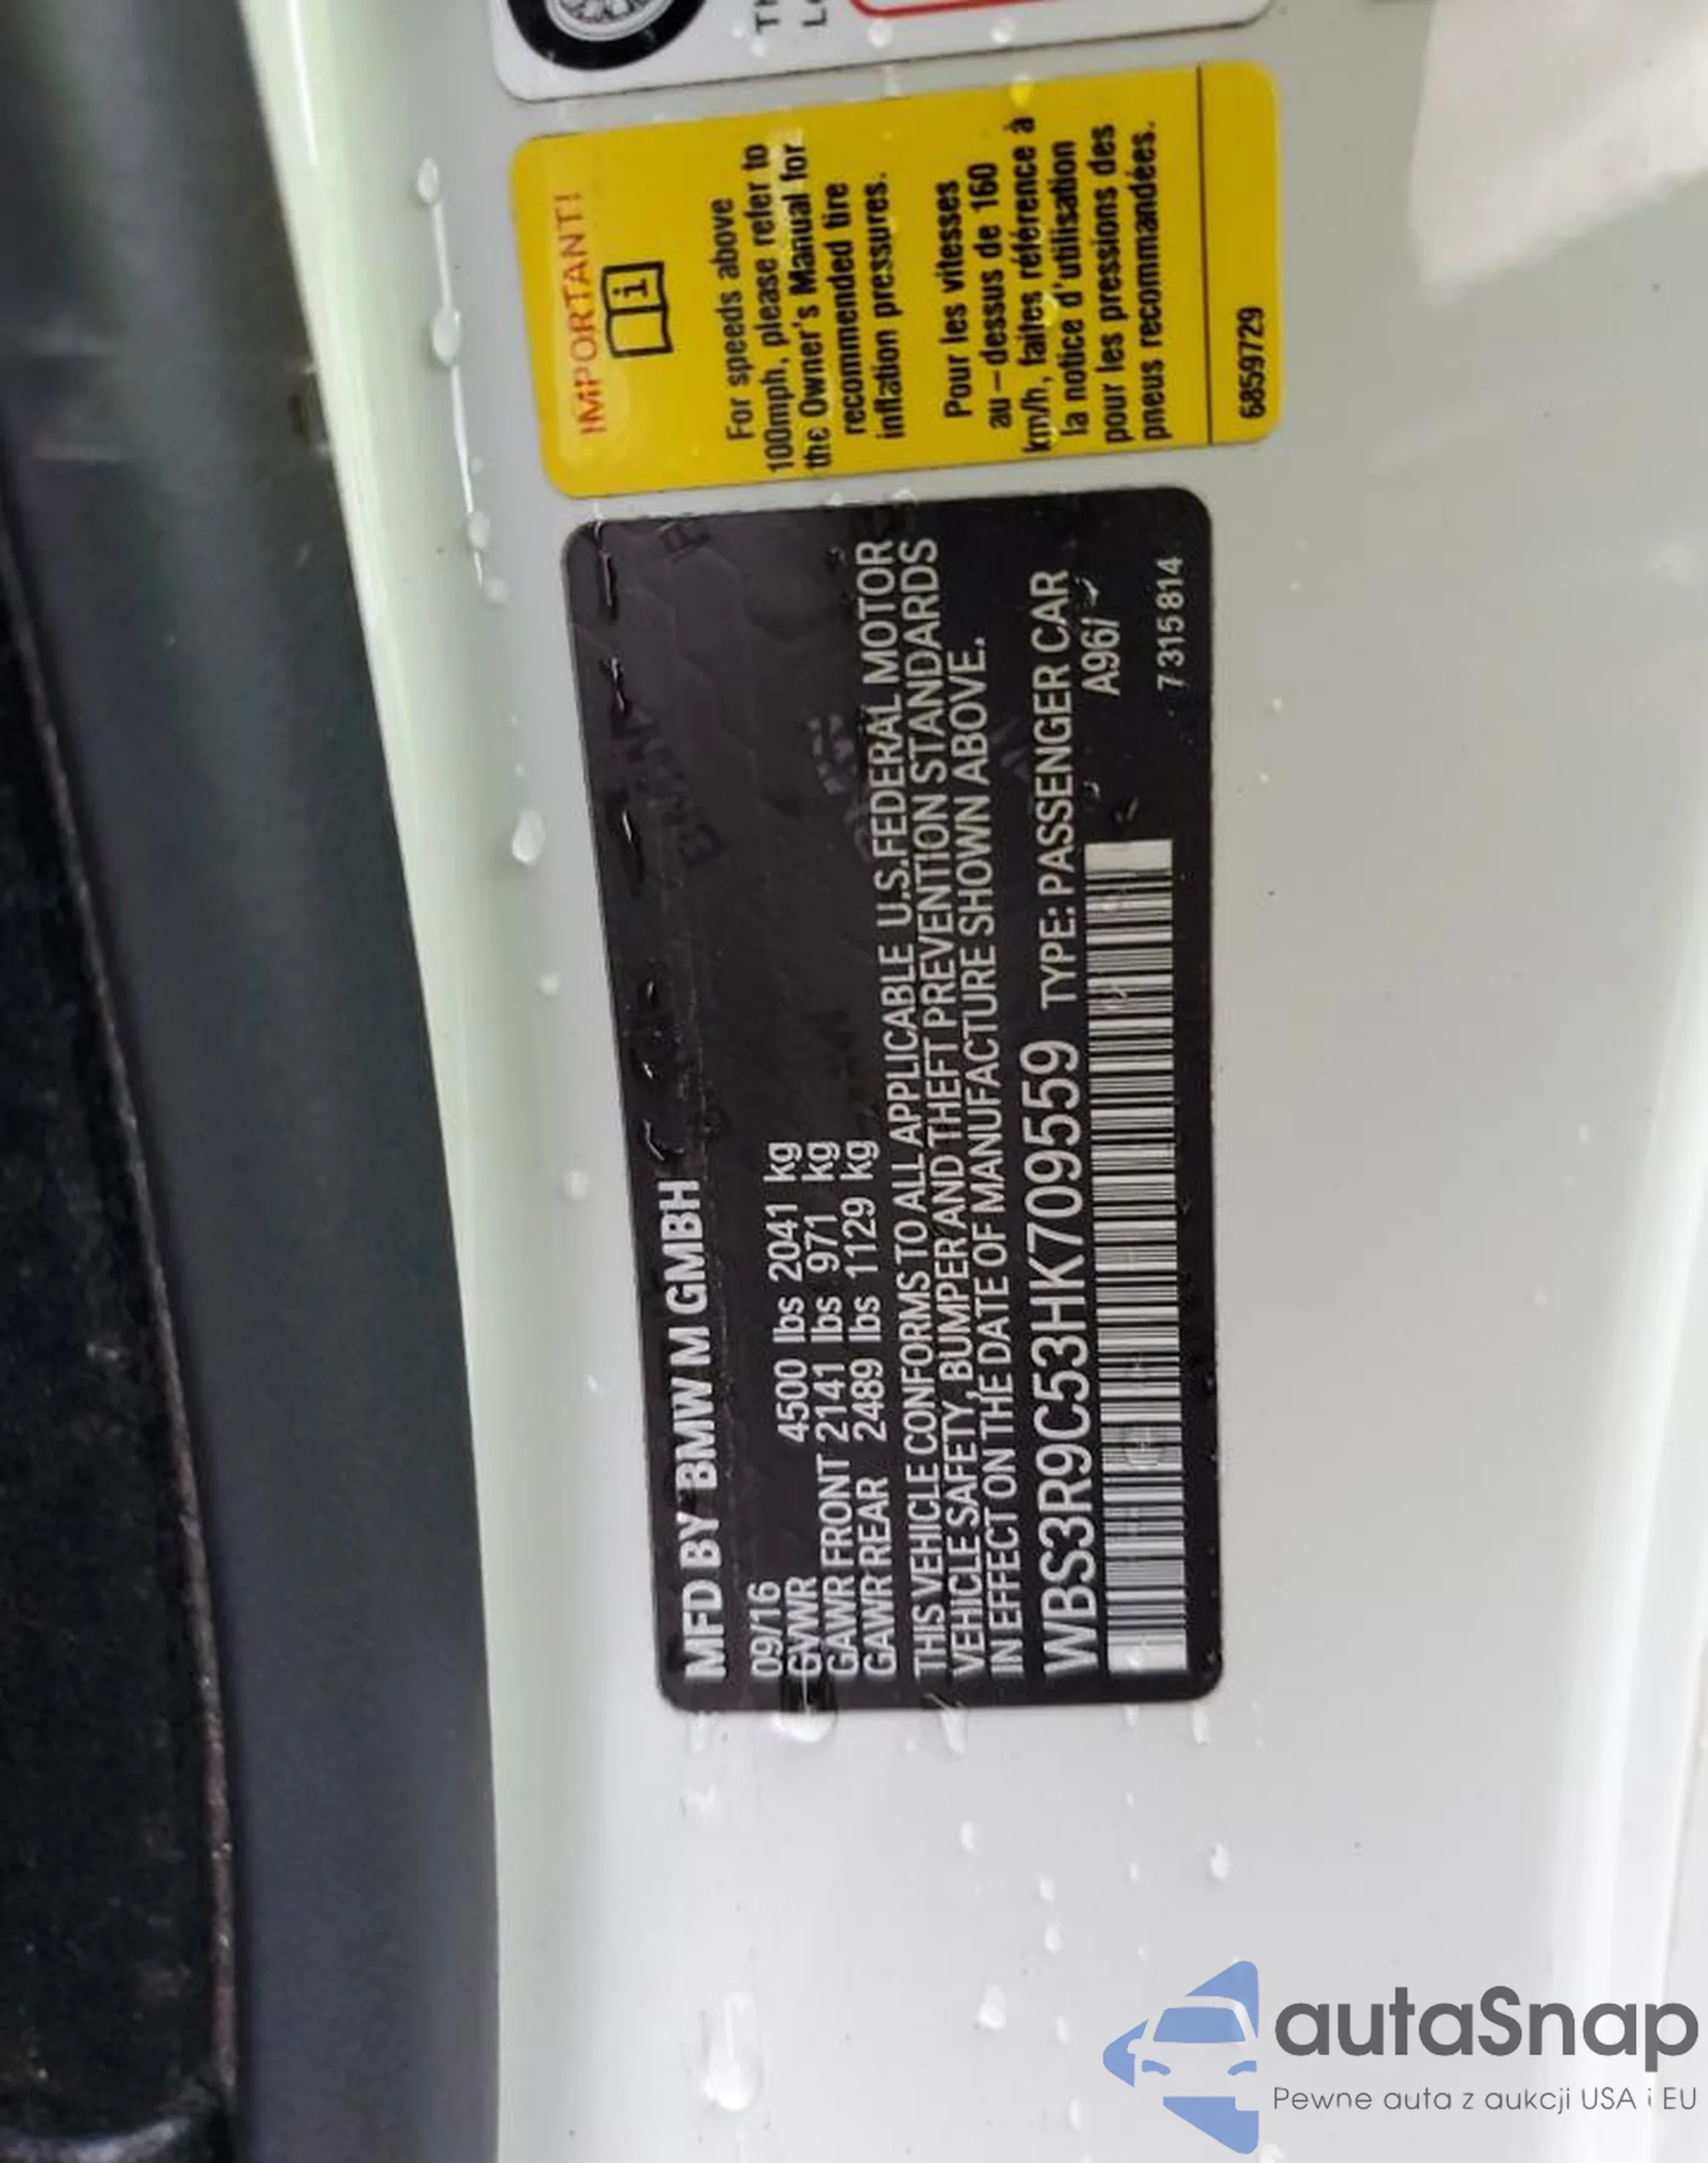 IMPORTANT!
For speeds above
100mph, please refer to
the Owner's Manual for
recommended tire
inflation pressures.
Pour les vitesses
au-dessus de 160
km/h, faites référence à
la notice d'utilisation
pour les pressions des
pneus recommandées.
6859729
MFD BY BMW M GMBH
09/16
GVWR 4500 lbs 2041 kg
GAWR FRONT 2141 lbs 971 kg
GAWR REAR 2489 lbs 1129 kg
THIS VEHICLE CONFORMS TO ALL APPLICABLE U.S.FEDERAL MOTOR
VEHICLE SAFETY, BUMPER AND THEFT PREVENTION STANDARDS
IN EFFECT ON THE DATE OF MANUFACTURE SHOWN ABOVE.
WBS3R9C53HK709559 TYPE: PASSENGER CAR
A96/
7 315 814
autaSnap
Pewne auta z aukcji USA i EU